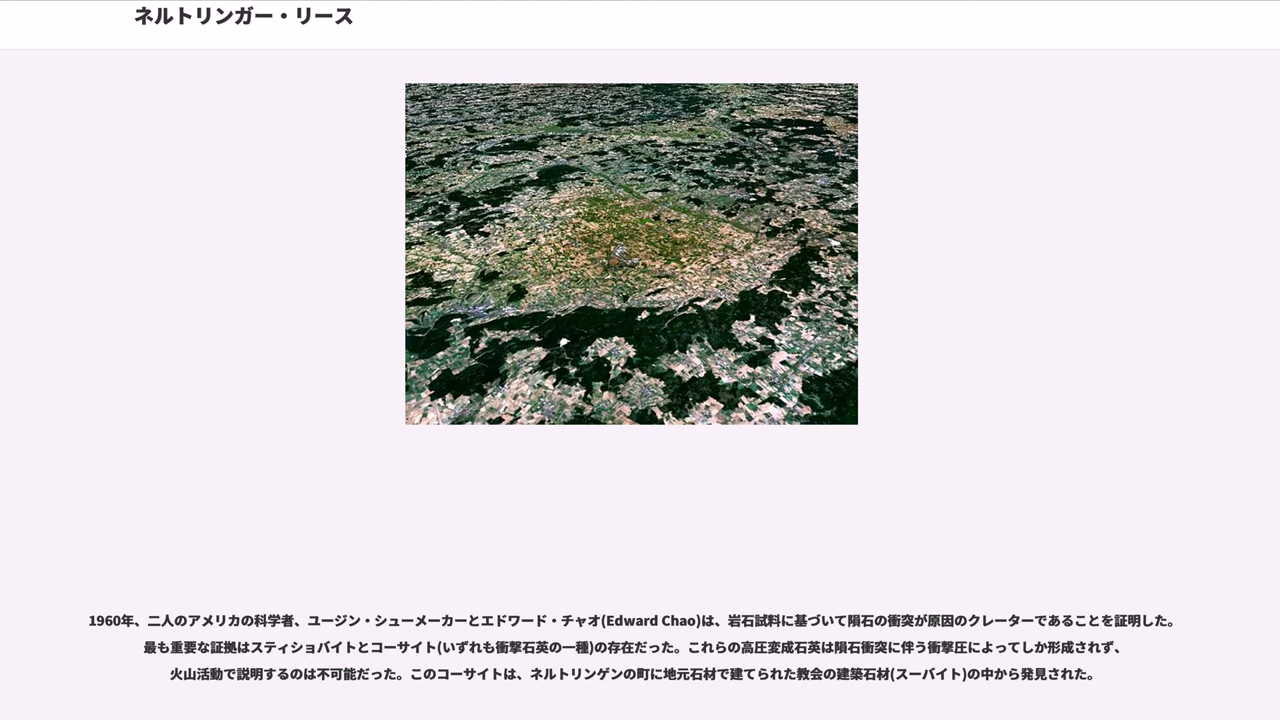 ネルトリンガー・リース
1960年、二人のアメリカの科学者、ユージン・シューメーカーとエドワード・チャオ(Edward Chao)は、岩石試料に基づいて隕石の衝突が原因のクレーターであることを証明した。
最も重要な証拠はスティショバイトとコーサイト(いずれも衝撃石英の一種)の存在だった。これらの高圧変成石英は隕石衝突に伴う衝撃圧によってしか形成されず、
火山活動で説明するのは不可能だった。このコーサイトは、ネルトリンゲンの町に地元石材で建てられた教会の建築石材(スーバイト)の中から発見された。